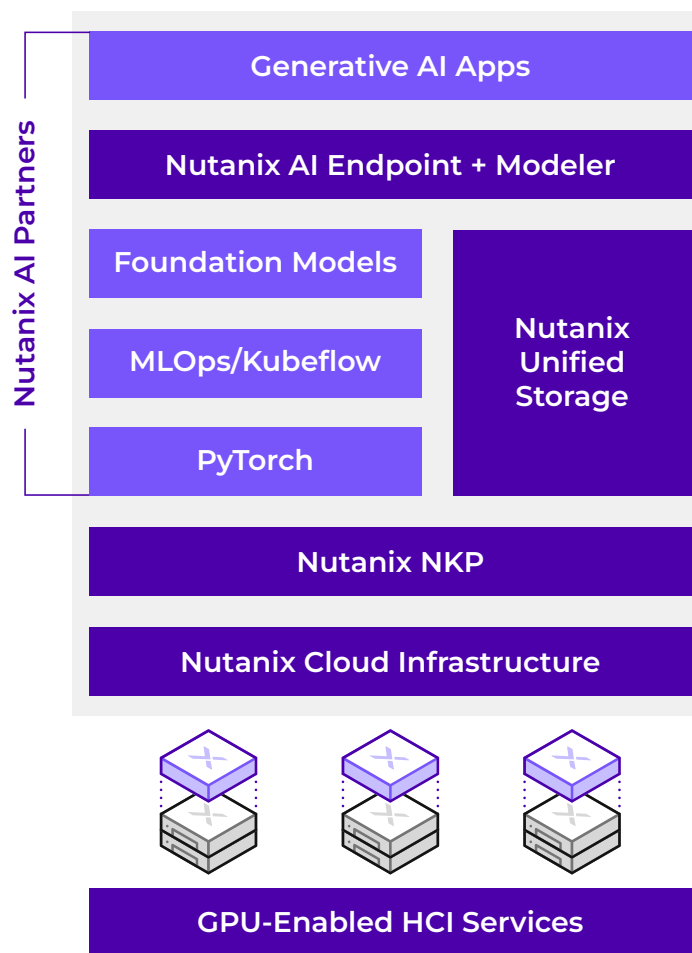 Nutanix AI Partners
Generative AI Apps
Nutanix AI Endpoint + Modeler
Foundation Models
MLOps/Kubeflow
PyTorch
Nutanix
Unified
Storage
Nutanix NKP
Nutanix Cloud Infrastructure
GPU-Enabled HCI Services